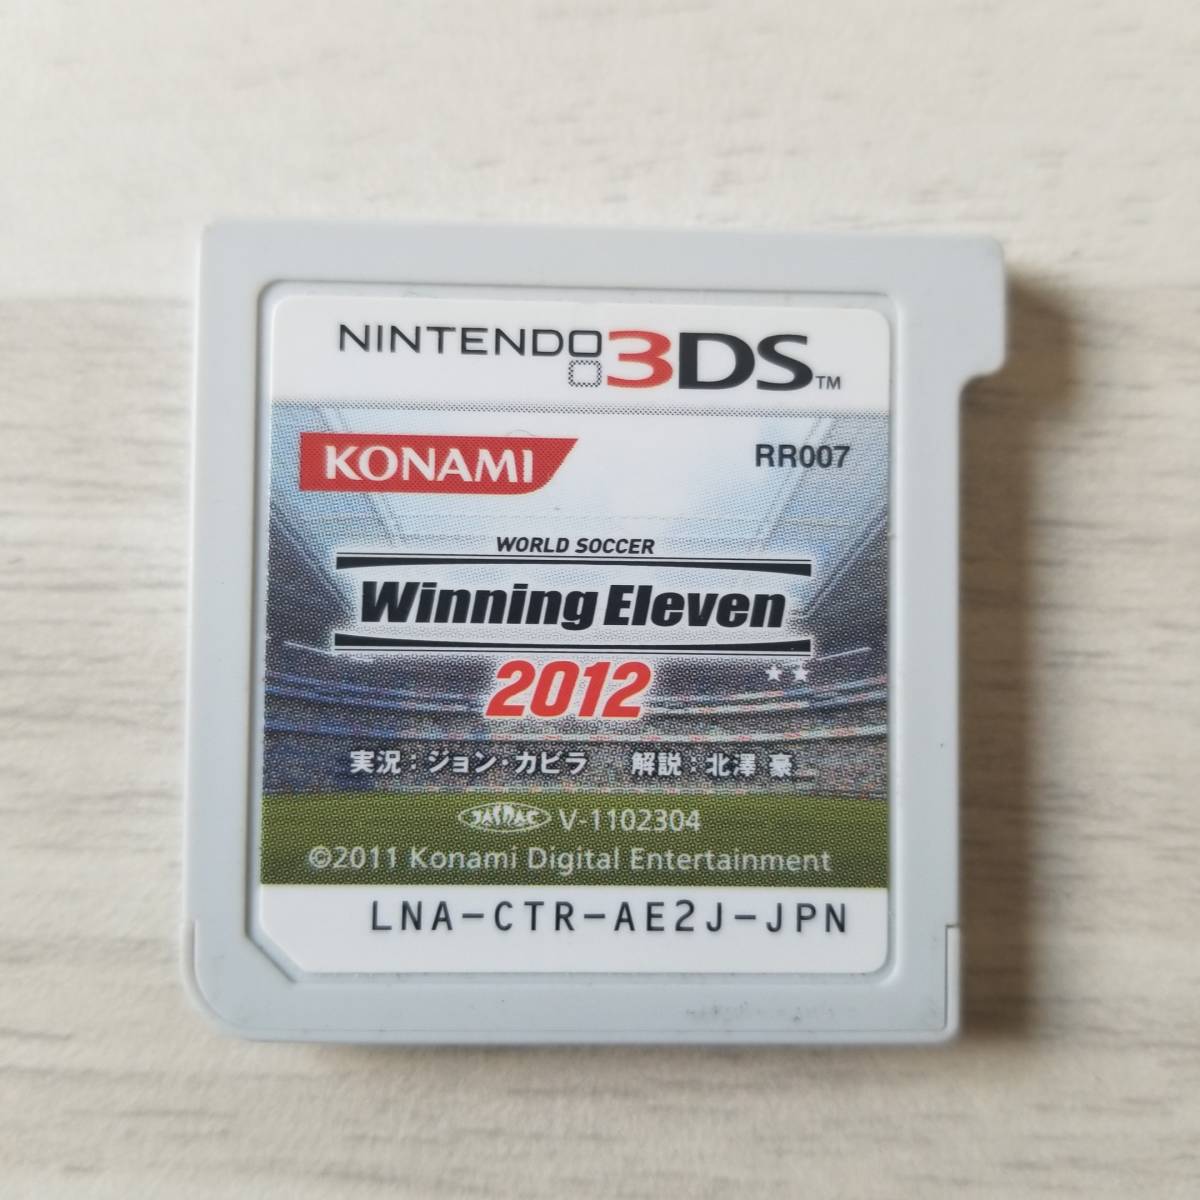 NINTENDO 3DS™
KONAMI
RR007
WORLD SOCCER
Winning Eleven
2012
実況：ジョン・カビラ 解説：北澤 豪
JASRAC V-1102304
©2011 Konami Digital Entertainment
LNA-CTR-AE2J-JPN